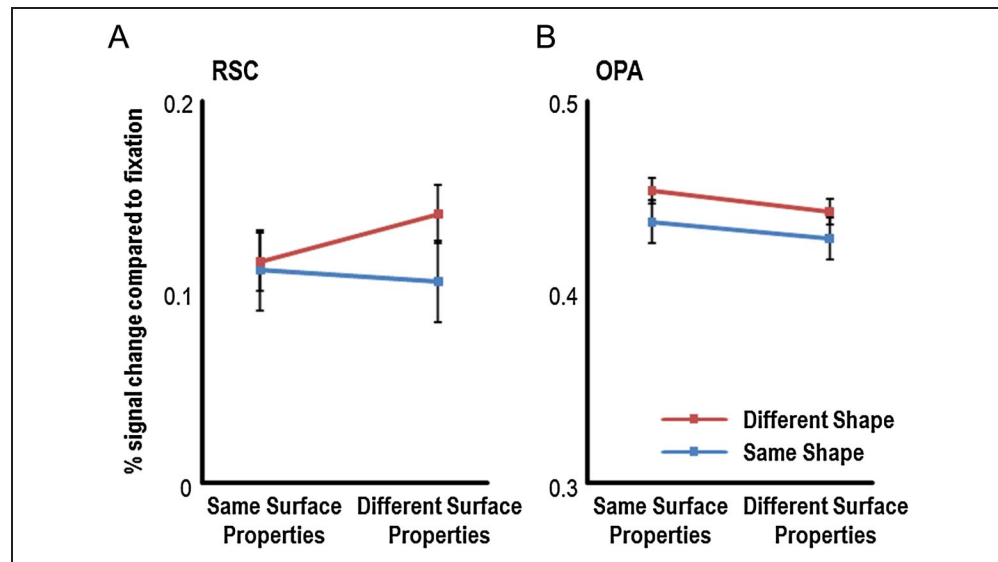 A
RSC
% signal change compared to fixation
0.2
0.1
0
Same Surface
Properties
Different Surface
Properties
B
OPA
0.5
0.4
0.3
Different Shape
Same Shape
Same Surface
Properties
Different Surface
Properties